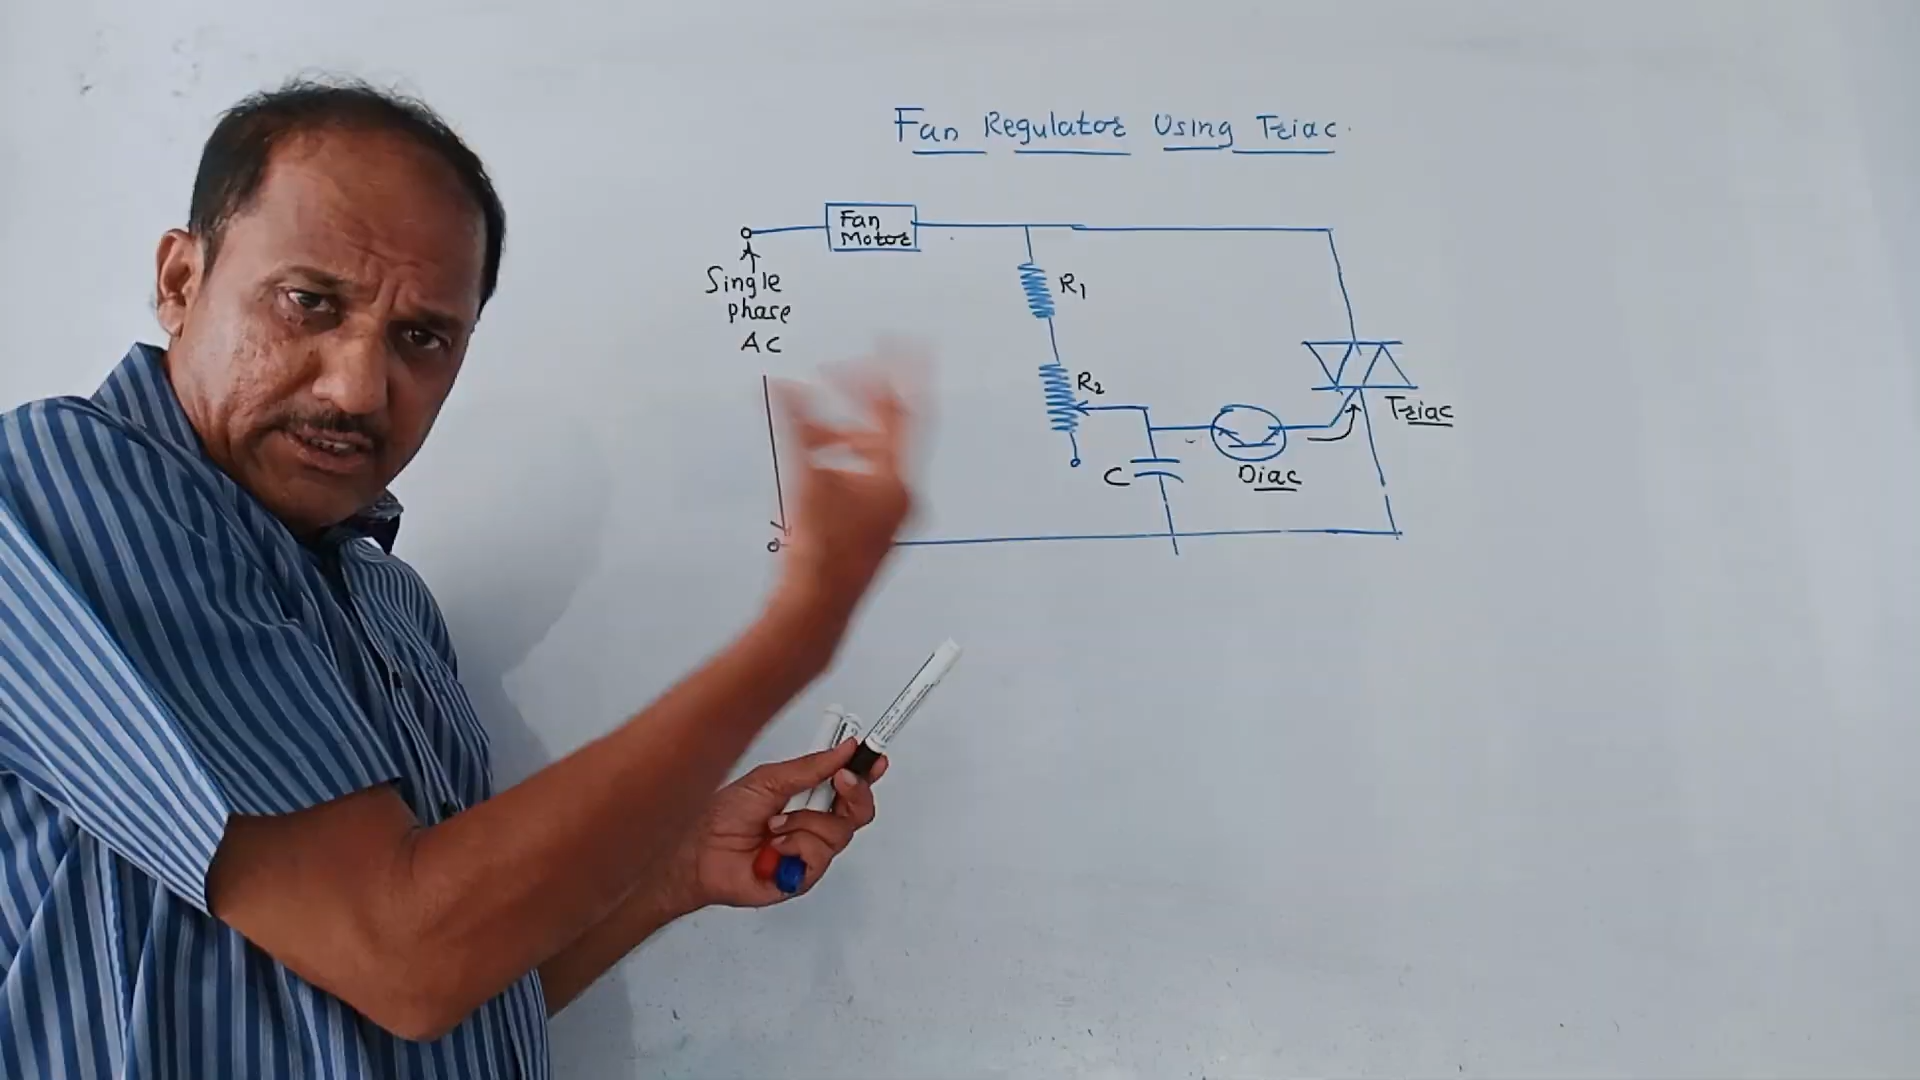 Fan Regulator Using Triac.
Fan
Motor
Single
phase
AC
R1
R2
C
Diac
Triac